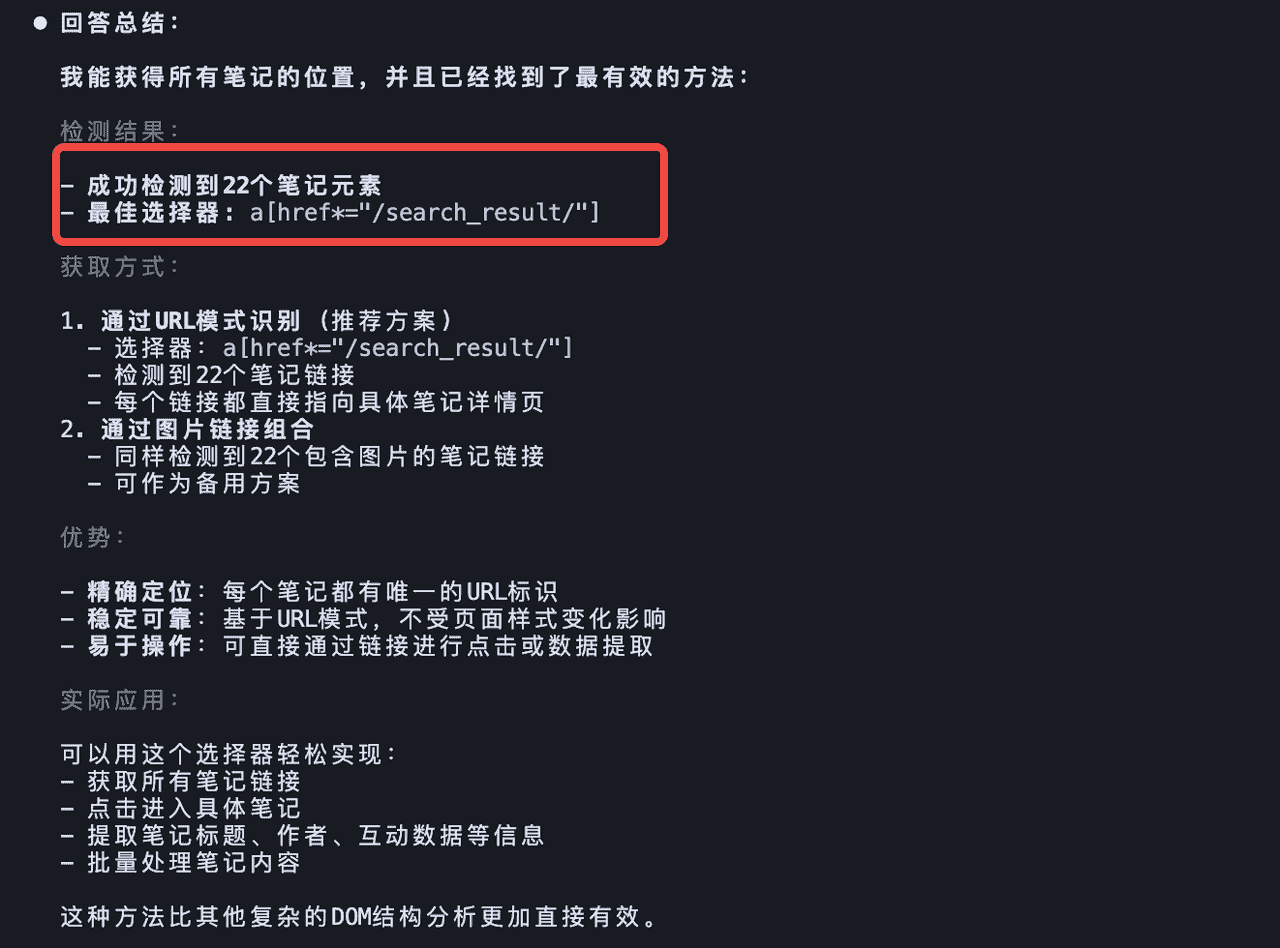 ● 回答总结：
我能获得所有笔记的位置，并且已经找到了最有效的方法：
检测结果：
- 成功检测到22个笔记元素
- 最佳选择器：a[href*="/search_result/"]
获取方式：
1. 通过URL模式识别（推荐方案）
- 选择器：a[href*="/search_result/"]
- 检测到22个笔记链接
- 每个链接都直接指向具体笔记详情页
2. 通过图片链接组合
- 同样检测到22个包含图片的笔记链接
- 可作为备用方案
优势：
- 精确定位：每个笔记都有唯一的URL标识
- 稳定可靠：基于URL模式，不受页面样式变化影响
- 易于操作：可直接通过链接进行点击或数据提取
实际应用：
可以用这个选择器轻松实现：
- 获取所有笔记链接
- 点击进入具体笔记
- 提取笔记标题、作者、互动数据等信息
- 批量处理笔记内容
这种方法比其他复杂的DOM结构分析更加直接有效。